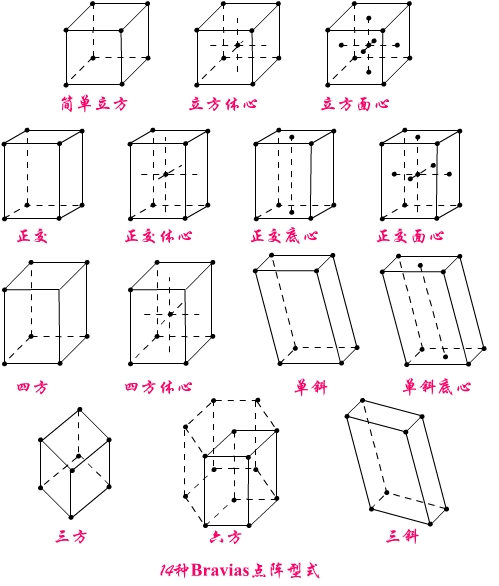 简单立方 立方体心 立方面心
正交 正交体心 正交底心 正交面心
四方 四方体心 单斜 单斜底心
三方 六方 三斜
14种Bravias点阵型式